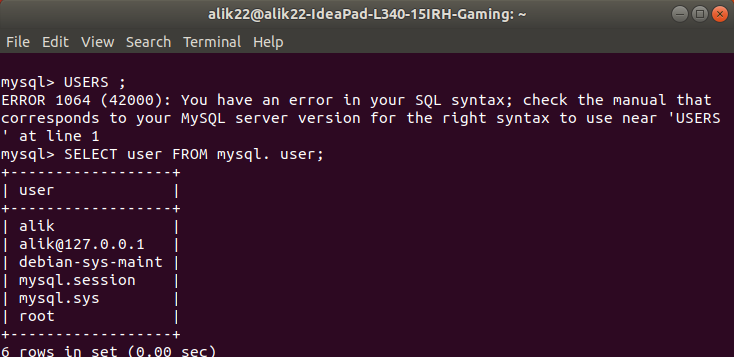 alik22@alik22-IdeaPad-L340-15IRH-Gaming: ~
File Edit View Search Terminal Help
mysql> USERS ;
ERROR 1064 (42000): You have an error in your SQL syntax; check the manual that
corresponds to your MySQL server version for the right syntax to use near 'USERS
' at line 1
mysql> SELECT user FROM mysql. user;
+------------------+
| user             |
+------------------+
| alik             |
| alik@127.0.0.1   |
| debian-sys-maint |
| mysql.session    |
| mysql.sys        |
| root             |
+------------------+
6 rows in set (0.00 sec)